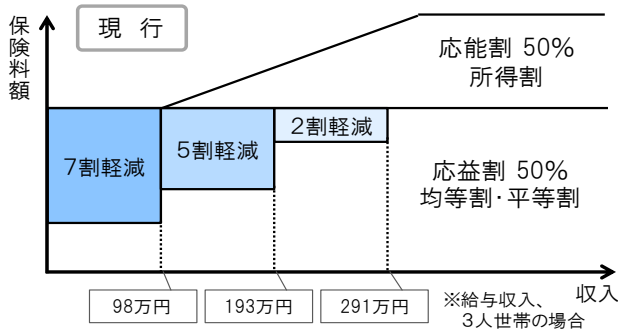 保険料額
現 行
応能割 50%
所得割
7割軽減
5割軽減
2割軽減
応益割 50%
均等割・平等割
98万円
193万円
291万円
収入
※給与収入、
3人世帯の場合